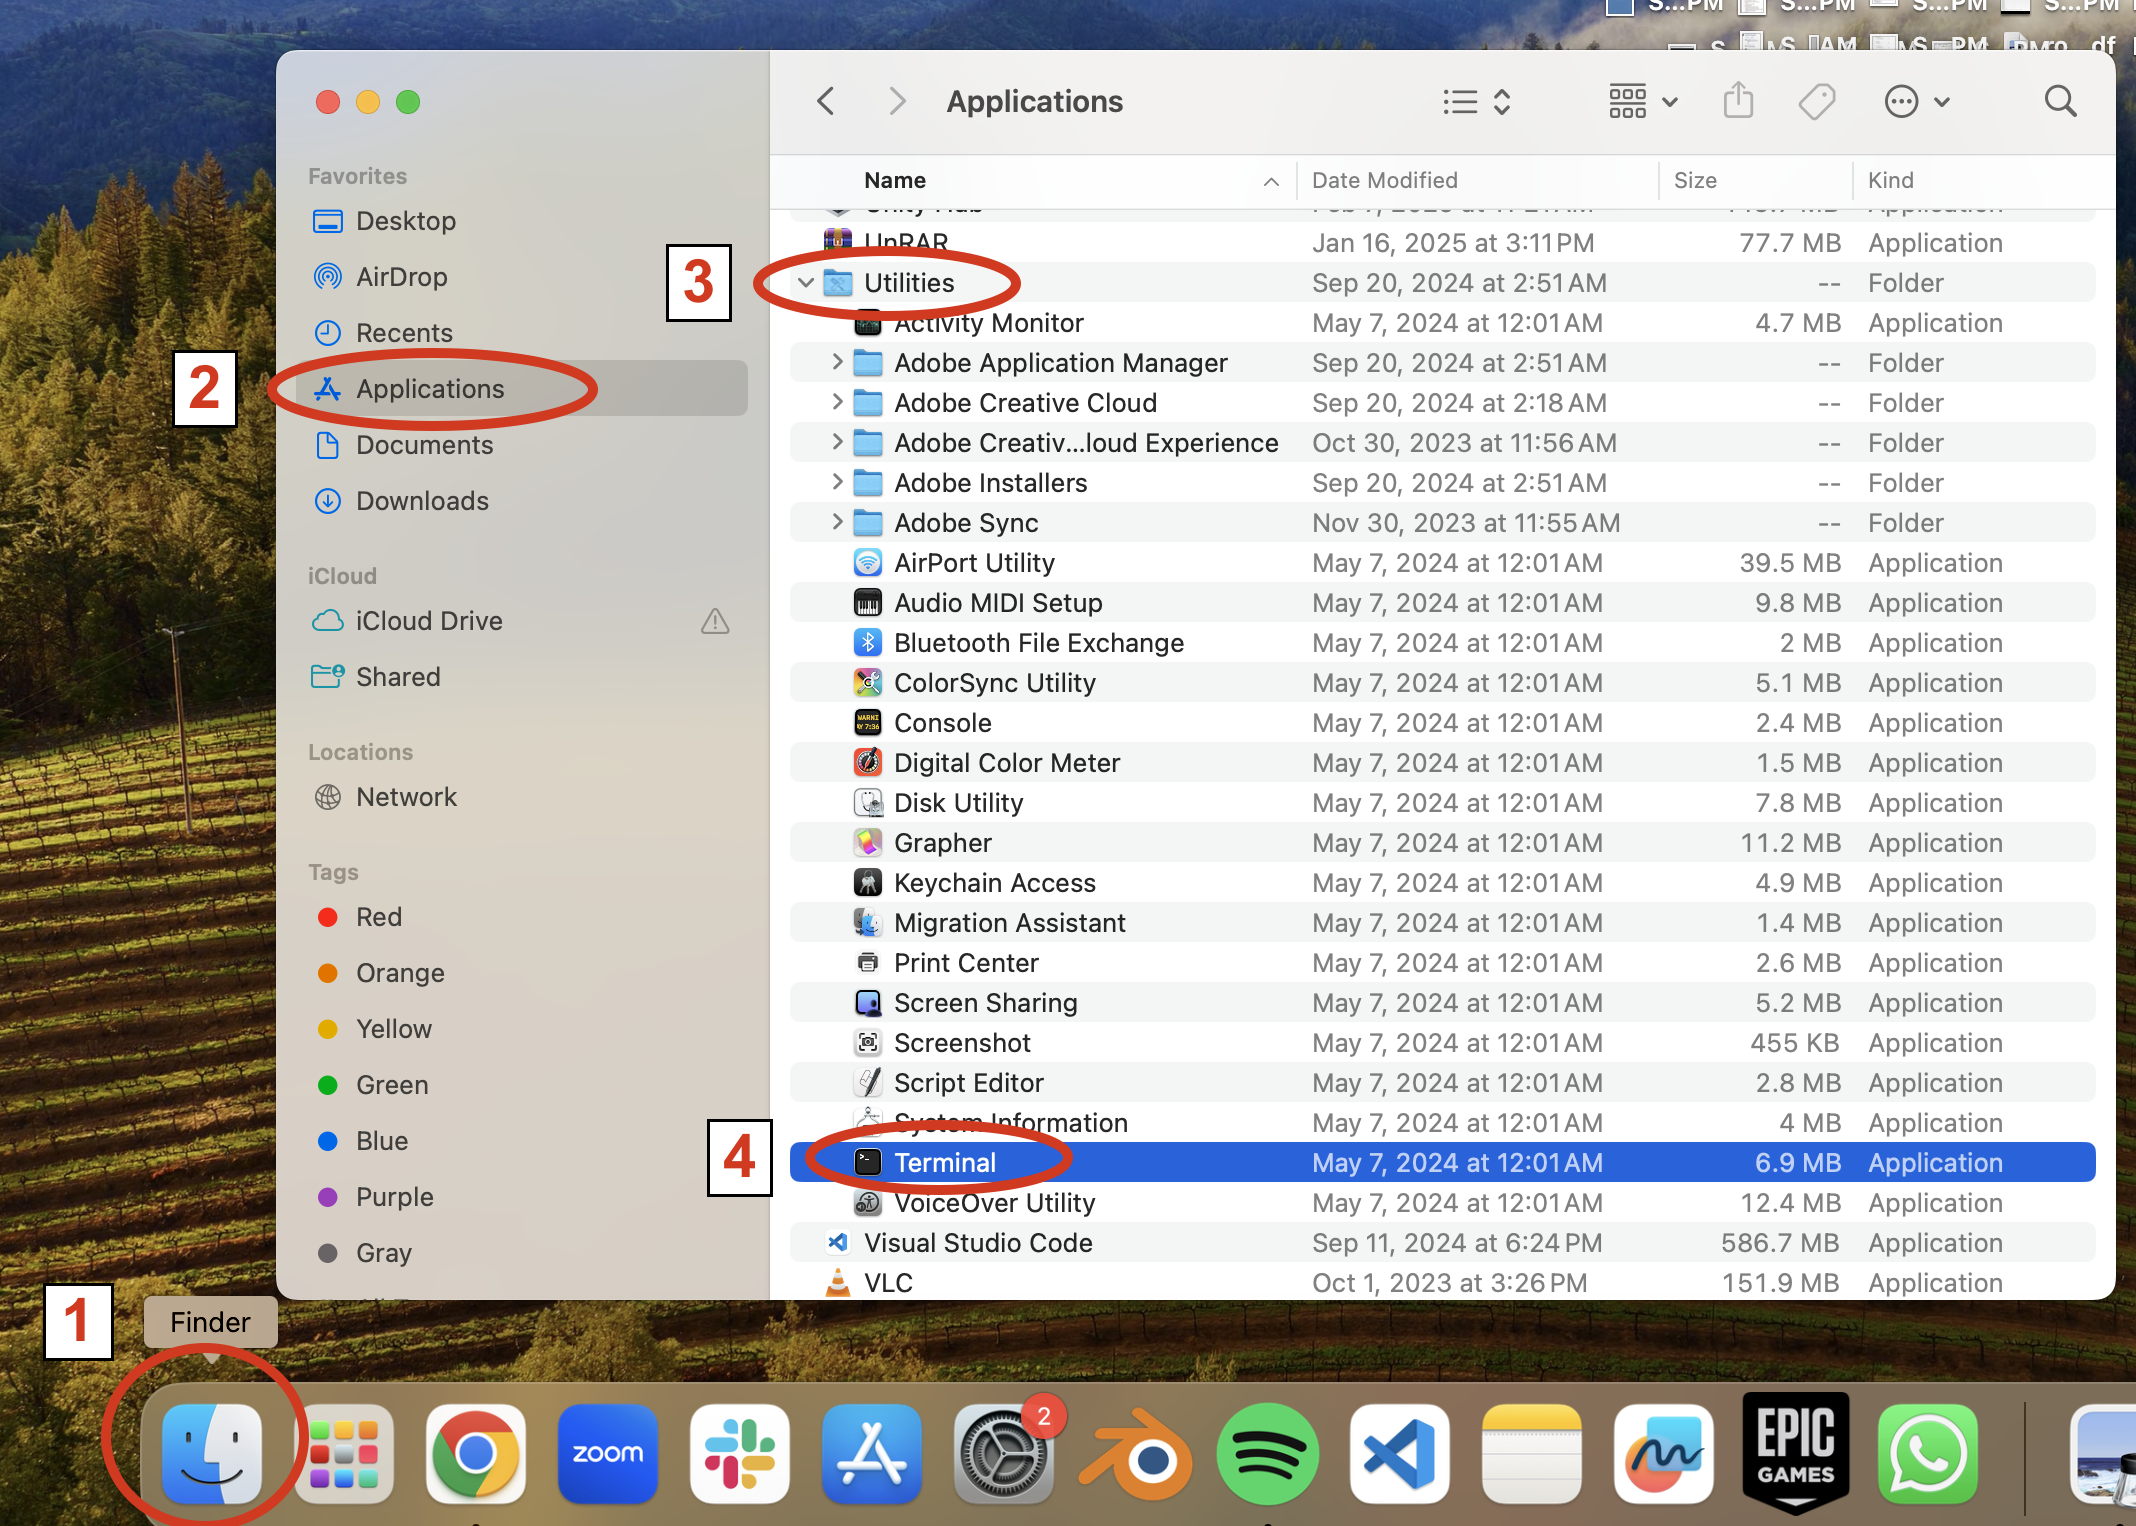 S...PM S...PM S...PM S...PM
Applications
Favorites
Desktop
AirDrop
Recents
Applications
Documents
Downloads
iCloud
iCloud Drive
Shared
Locations
Network
Tags
Red
Orange
Yellow
Green
Blue
Purple
Gray
Name Date Modified Size Kind
Unity Hub Application
UnRAR Jan 16, 2025 at 3:11 PM 77.7 MB Application
3
Utilities Sep 20, 2024 at 2:51 AM -- Folder
Activity Monitor May 7, 2024 at 12:01 AM 4.7 MB Application
2
Adobe Application Manager Sep 20, 2024 at 2:51 AM -- Folder
Adobe Creative Cloud Sep 20, 2024 at 2:18 AM -- Folder
Adobe Creativ...loud Experience Oct 30, 2023 at 11:56 AM -- Folder
Adobe Installers Sep 20, 2024 at 2:51 AM -- Folder
Adobe Sync Nov 30, 2023 at 11:55 AM -- Folder
AirPort Utility May 7, 2024 at 12:01 AM 39.5 MB Application
Audio MIDI Setup May 7, 2024 at 12:01 AM 9.8 MB Application
Bluetooth File Exchange May 7, 2024 at 12:01 AM 2 MB Application
ColorSync Utility May 7, 2024 at 12:01 AM 5.1 MB Application
Console May 7, 2024 at 12:01 AM 2.4 MB Application
Digital Color Meter May 7, 2024 at 12:01 AM 1.5 MB Application
Disk Utility May 7, 2024 at 12:01 AM 7.8 MB Application
Grapher May 7, 2024 at 12:01 AM 11.2 MB Application
Keychain Access May 7, 2024 at 12:01 AM 4.9 MB Application
Migration Assistant May 7, 2024 at 12:01 AM 1.4 MB Application
Print Center May 7, 2024 at 12:01 AM 2.6 MB Application
Screen Sharing May 7, 2024 at 12:01 AM 5.2 MB Application
Screenshot May 7, 2024 at 12:01 AM 455 KB Application
Script Editor May 7, 2024 at 12:01 AM 2.8 MB Application
System Information May 7, 2024 at 12:01 AM 4 MB Application
4
Terminal May 7, 2024 at 12:01 AM 6.9 MB Application
VoiceOver Utility May 7, 2024 at 12:01 AM 12.4 MB Application
Visual Studio Code Sep 11, 2024 at 6:24 PM 586.7 MB Application
VLC Oct 1, 2023 at 3:26 PM 151.9 MB Application
1
Finder
zoom
2
EPIC
GAMES